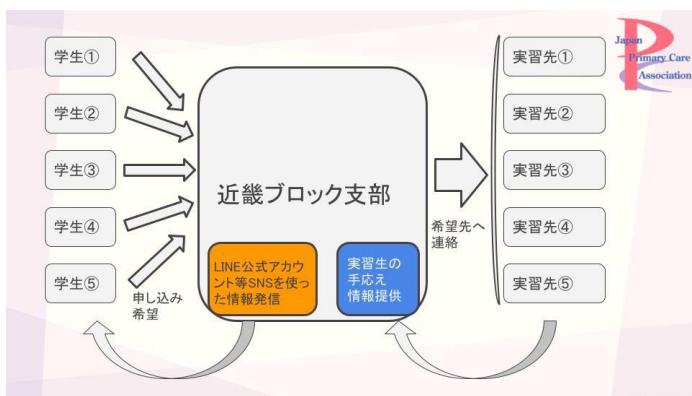 学生①
学生②
学生③
学生④
学生⑤
申し込み
希望
近畿ブロック支部
LINE公式アカウ
ント等SNSを使っ
た情報発信
実習生の
手応え
情報提供
希望先へ
連絡
実習先①
実習先②
実習先③
実習先④
実習先⑤
Japan
Primary Care
Association